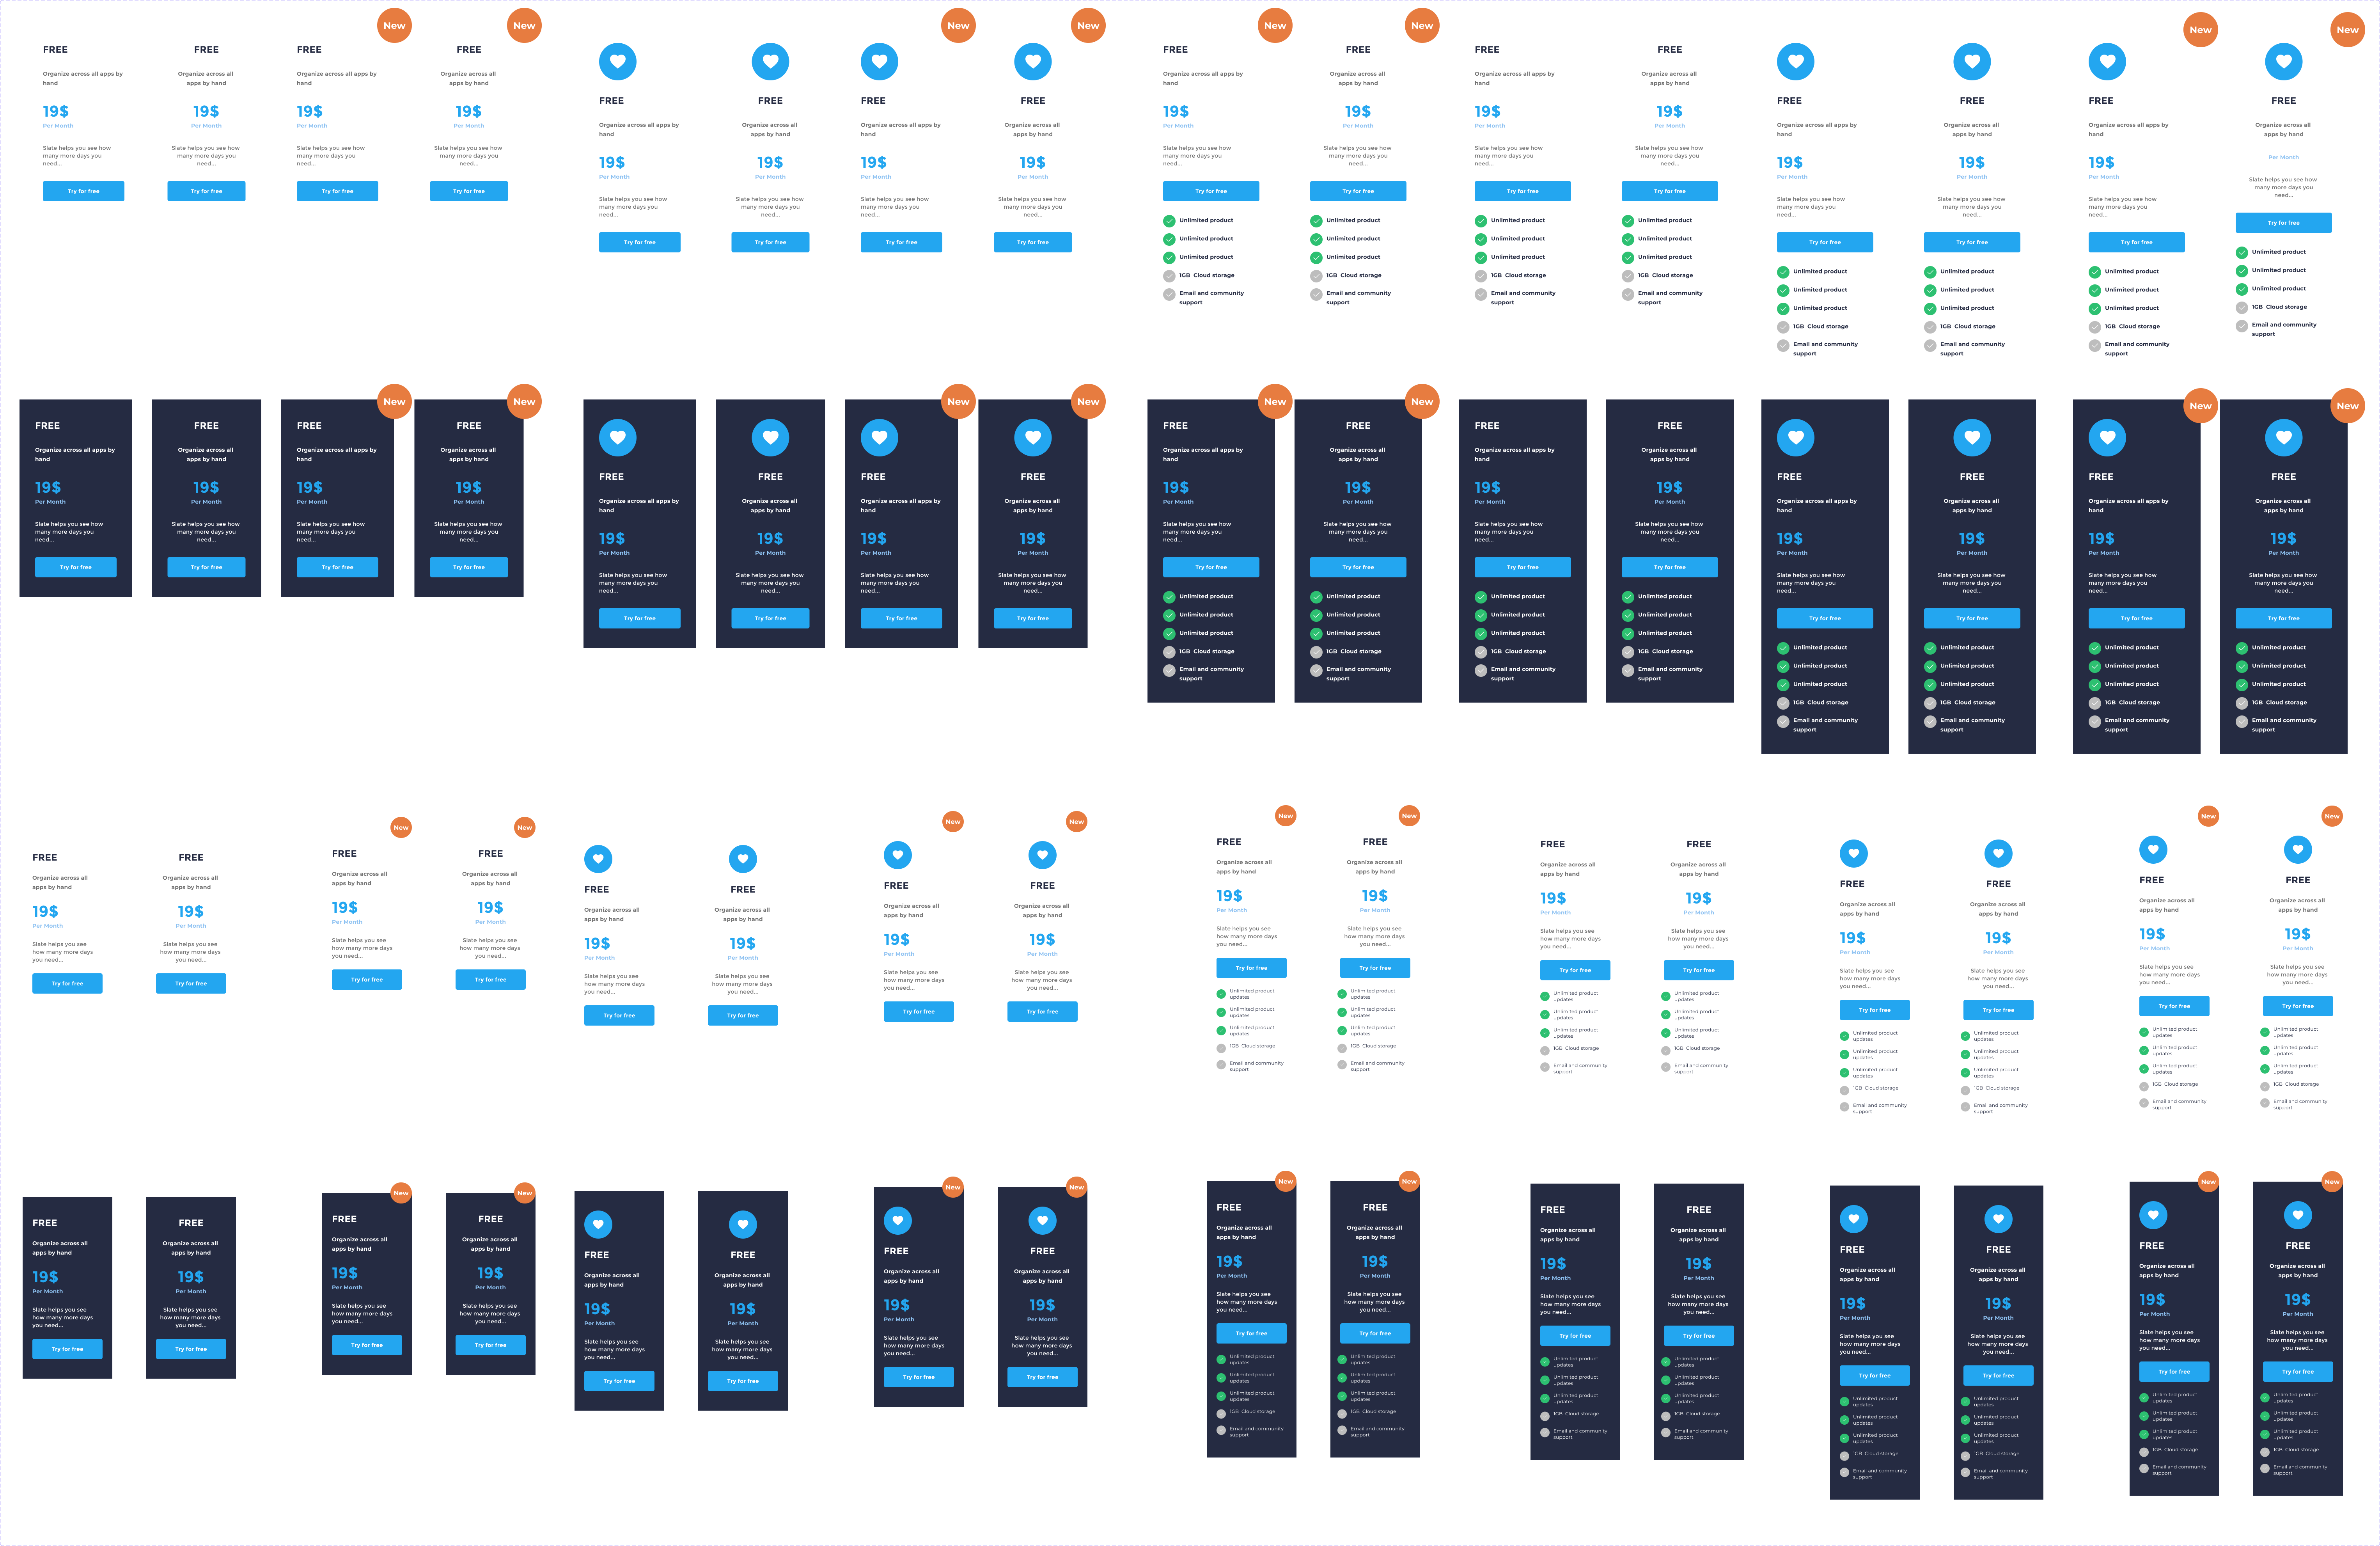 FREE
Organize across all apps by
hand
19$
Per Month
Slate helps you see how
many more days you
need...
Try for free
FREE
Organize across all
apps by hand
19$
Per Month
Slate helps you see how
many more days you
need...
Try for free
New
FREE
Organize across all apps by
hand
19$
Per Month
Slate helps you see how
many more days you
need...
Try for free
New
FREE
Organize across all
apps by hand
19$
Per Month
Slate helps you see how
many more days you
need...
Try for free
FREE
Organize across all apps by
hand
19$
Per Month
Slate helps you see how
many more days you
need...
Try for free
FREE
Organize across all
apps by hand
19$
Per Month
Slate helps you see how
many more days you
need...
Try for free
New
FREE
Organize across all apps by
hand
19$
Per Month
Slate helps you see how
many more days you
need...
Try for free
New
FREE
Organize across all
apps by hand
19$
Per Month
Slate helps you see how
many more days you
need...
Try for free
New
FREE
Organize across all apps by
hand
19$
Per Month
Slate helps you see how
many more days you
need...
Try for free
Unlimited product
Unlimited product
Unlimited product
1GB Cloud storage
Email and community
support
New
FREE
Organize across all
apps by hand
19$
Per Month
Slate helps you see how
many more days you
need...
Try for free
Unlimited product
Unlimited product
Unlimited product
1GB Cloud storage
Email and community
support
FREE
Organize across all apps by
hand
19$
Per Month
Slate helps you see how
many more days you
need...
Try for free
Unlimited product
Unlimited product
Unlimited product
1GB Cloud storage
Email and community
support
FREE
Organize across all
apps by hand
19$
Per Month
Slate helps you see how
many more days you
need...
Try for free
Unlimited product
Unlimited product
Unlimited product
1GB Cloud storage
Email and community
support
FREE
Organize across all apps by
hand
19$
Per Month
Slate helps you see how
many more days you
need...
Try for free
Unlimited product
Unlimited product
Unlimited product
1GB Cloud storage
Email and community
support
FREE
Organize across all
apps by hand
19$
Per Month
Slate helps you see how
many more days you
need...
Try for free
Unlimited product
Unlimited product
Unlimited product
1GB Cloud storage
Email and community
support
New
FREE
Organize across all apps by
hand
19$
Per Month
Slate helps you see how
many more days you
need...
Try for free
Unlimited product
Unlimited product
Unlimited product
1GB Cloud storage
Email and community
support
New
FREE
Organize across all
apps by hand
Per Month
Slate helps you see how
many more days you
need...
Try for free
Unlimited product
Unlimited product
Unlimited product
1GB Cloud storage
Email and community
support
FREE
Organize across all apps by
hand
19$
Per Month
Slate helps you see how
many more days you
need...
Try for free
FREE
Organize across all
apps by hand
19$
Per Month
Slate helps you see how
many more days you
need...
Try for free
New
FREE
Organize across all apps by
hand
19$
Per Month
Slate helps you see how
many more days you
need...
Try for free
New
FREE
Organize across all
apps by hand
19$
Per Month
Slate helps you see how
many more days you
need...
Try for free
FREE
Organize across all apps by
hand
19$
Per Month
Slate helps you see how
many more days you
need...
Try for free
FREE
Organize across all
apps by hand
19$
Per Month
Slate helps you see how
many more days you
need...
Try for free
New
FREE
Organize across all apps by
hand
19$
Per Month
Slate helps you see how
many more days you
need...
Try for free
New
FREE
Organize across all
apps by hand
19$
Per Month
Slate helps you see how
many more days you
need...
Try for free
New
FREE
Organize across all apps by
hand
19$
Per Month
Slate helps you see how
many more days you
need...
Try for free
Unlimited product
Unlimited product
Unlimited product
1GB Cloud storage
Email and community
support
New
FREE
Organize across all
apps by hand
19$
Per Month
Slate helps you see how
many more days you
need...
Try for free
Unlimited product
Unlimited product
Unlimited product
1GB Cloud storage
Email and community
support
FREE
Organize across all apps by
hand
19$
Per Month
Slate helps you see how
many more days you
need...
Try for free
Unlimited product
Unlimited product
Unlimited product
1GB Cloud storage
Email and community
support
FREE
Organize across all
apps by hand
19$
Per Month
Slate helps you see how
many more days you
need...
Try for free
Unlimited product
Unlimited product
Unlimited product
1GB Cloud storage
Email and community
support
FREE
Organize across all apps by
hand
19$
Per Month
Slate helps you see how
many more days you
need...
Try for free
Unlimited product
Unlimited product
Unlimited product
1GB Cloud storage
Email and community
support
FREE
Organize across all
apps by hand
19$
Per Month
Slate helps you see how
many more days you
need...
Try for free
Unlimited product
Unlimited product
Unlimited product
1GB Cloud storage
Email and community
support
New
FREE
Organize across all apps by
hand
19$
Per Month
Slate helps you see how
many more days you
need...
Try for free
Unlimited product
Unlimited product
Unlimited product
1GB Cloud storage
Email and community
support
New
FREE
Organize across all
apps by hand
19$
Per Month
Slate helps you see how
many more days you
need...
Try for free
Unlimited product
Unlimited product
Unlimited product
1GB Cloud storage
Email and community
support
FREE
Organize across all
apps by hand
19$
Per Month
Slate helps you see
how many more days
you need...
Try for free
FREE
Organize across all
apps by hand
19$
Per Month
Slate helps you see
how many more days
you need...
Try for free
New
FREE
Organize across all
apps by hand
19$
Per Month
Slate helps you see
how many more days
you need...
Try for free
New
FREE
Organize across all
apps by hand
19$
Per Month
Slate helps you see
how many more days
you need...
Try for free
FREE
Organize across all
apps by hand
19$
Per Month
Slate helps you see
how many more days
you need...
Try for free
FREE
Organize across all
apps by hand
19$
Per Month
Slate helps you see
how many more days
you need...
Try for free
New
FREE
Organize across all
apps by hand
19$
Per Month
Slate helps you see
how many more days
you need...
Try for free
New
FREE
Organize across all
apps by hand
19$
Per Month
Slate helps you see
how many more days
you need...
Try for free
New
FREE
Organize across all
apps by hand
19$
Per Month
Slate helps you see
how many more days
you need...
Try for free
Unlimited product
updates
Unlimited product
updates
Unlimited product
updates
1GB Cloud storage
Email and community
support
New
FREE
Organize across all
apps by hand
19$
Per Month
Slate helps you see
how many more days
you need...
Try for free
Unlimited product
updates
Unlimited product
updates
Unlimited product
updates
1GB Cloud storage
Email and community
support
FREE
Organize across all
apps by hand
19$
Per Month
Slate helps you see
how many more days
you need...
Try for free
Unlimited product
updates
Unlimited product
updates
Unlimited product
updates
1GB Cloud storage
Email and community
support
FREE
Organize across all
apps by hand
19$
Per Month
Slate helps you see
how many more days
you need...
Try for free
Unlimited product
updates
Unlimited product
updates
Unlimited product
updates
1GB Cloud storage
Email and community
support
FREE
Organize across all
apps by hand
19$
Per Month
Slate helps you see
how many more days
you need...
Try for free
Unlimited product
updates
Unlimited product
updates
Unlimited product
updates
1GB Cloud storage
Email and community
support
FREE
Organize across all
apps by hand
19$
Per Month
Slate helps you see
how many more days
you need...
Try for free
Unlimited product
updates
Unlimited product
updates
Unlimited product
updates
1GB Cloud storage
Email and community
support
New
FREE
Organize across all
apps by hand
19$
Per Month
Slate helps you see
how many more days
you need...
Try for free
Unlimited product
updates
Unlimited product
updates
Unlimited product
updates
1GB Cloud storage
Email and community
support
New
FREE
Organize across all
apps by hand
19$
Per Month
Slate helps you see
how many more days
you need...
Try for free
Unlimited product
updates
Unlimited product
updates
Unlimited product
updates
1GB Cloud storage
Email and community
support
FREE
Organize across all
apps by hand
19$
Per Month
Slate helps you see
how many more days
you need...
Try for free
FREE
Organize across all
apps by hand
19$
Per Month
Slate helps you see
how many more days
you need...
Try for free
New
FREE
Organize across all
apps by hand
19$
Per Month
Slate helps you see
how many more days
you need...
Try for free
New
FREE
Organize across all
apps by hand
19$
Per Month
Slate helps you see
how many more days
you need...
Try for free
FREE
Organize across all
apps by hand
19$
Per Month
Slate helps you see
how many more days
you need...
Try for free
FREE
Organize across all
apps by hand
19$
Per Month
Slate helps you see
how many more days
you need...
Try for free
New
FREE
Organize across all
apps by hand
19$
Per Month
Slate helps you see
how many more days
you need...
Try for free
New
FREE
Organize across all
apps by hand
19$
Per Month
Slate helps you see
how many more days
you need...
Try for free
New
FREE
Organize across all
apps by hand
19$
Per Month
Slate helps you see
how many more days
you need...
Try for free
Unlimited product
updates
Unlimited product
updates
Unlimited product
updates
1GB Cloud storage
Email and community
support
New
FREE
Organize across all
apps by hand
19$
Per Month
Slate helps you see
how many more days
you need...
Try for free
Unlimited product
updates
Unlimited product
updates
Unlimited product
updates
1GB Cloud storage
Email and community
support
FREE
Organize across all
apps by hand
19$
Per Month
Slate helps you see
how many more days
you need...
Try for free
Unlimited product
updates
Unlimited product
updates
Unlimited product
updates
1GB Cloud storage
Email and community
support
FREE
Organize across all
apps by hand
19$
Per Month
Slate helps you see
how many more days
you need...
Try for free
Unlimited product
updates
Unlimited product
updates
Unlimited product
updates
1GB Cloud storage
Email and community
support
FREE
Organize across all
apps by hand
19$
Per Month
Slate helps you see
how many more days
you need...
Try for free
Unlimited product
updates
Unlimited product
updates
Unlimited product
updates
1GB Cloud storage
Email and community
support
FREE
Organize across all
apps by hand
19$
Per Month
Slate helps you see
how many more days
you need...
Try for free
Unlimited product
updates
Unlimited product
updates
Unlimited product
updates
1GB Cloud storage
Email and community
support
New
FREE
Organize across all
apps by hand
19$
Per Month
Slate helps you see
how many more days
you need...
Try for free
Unlimited product
updates
Unlimited product
updates
Unlimited product
updates
1GB Cloud storage
Email and community
support
New
FREE
Organize across all
apps by hand
19$
Per Month
Slate helps you see
how many more days
you need...
Try for free
Unlimited product
updates
Unlimited product
updates
Unlimited product
updates
1GB Cloud storage
Email and community
support